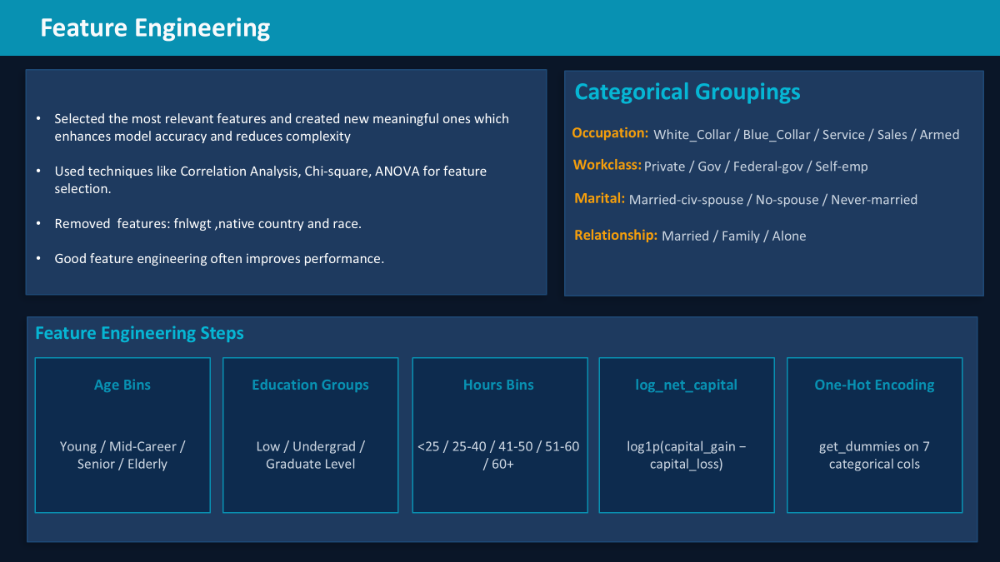 Feature Engineering
• Selected the most relevant features and created new meaningful ones which
enhances model accuracy and reduces complexity
• Used techniques like Correlation Analysis, Chi-square, ANOVA for feature
selection.
• Removed  features: fnlwgt ,native country and race.
• Good feature engineering often improves performance.
Categorical Groupings
Occupation: White_Collar / Blue_Collar / Service / Sales / Armed
Workclass: Private / Gov / Federal-gov / Self-emp
Marital: Married-civ-spouse / No-spouse / Never-married
Relationship: Married / Family / Alone
Feature Engineering Steps
Age Bins
Young / Mid-Career /
Senior / Elderly
Education Groups
Low / Undergrad /
Graduate Level
Hours Bins
<25 / 25-40 / 41-50 / 51-60
/ 60+
log_net_capital
log1p(capital_gain −
capital_loss)
One-Hot Encoding
get_dummies on 7
categorical cols